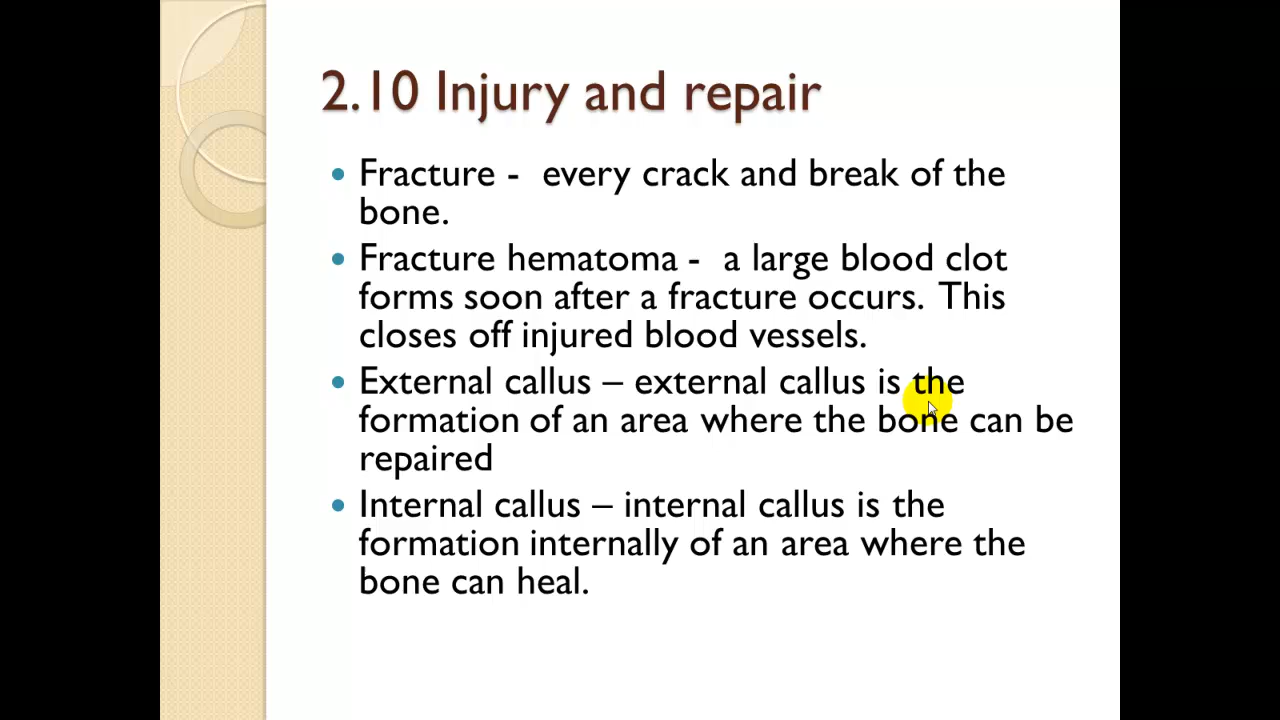 2.10 Injury and repair
• Fracture -  every crack and break of the
bone.
• Fracture hematoma -  a large blood clot
forms soon after a fracture occurs.  This
closes off injured blood vessels.
• External callus – external callus is the
formation of an area where the bone can be
repaired
• Internal callus – internal callus is the
formation internally of an area where the
bone can heal.